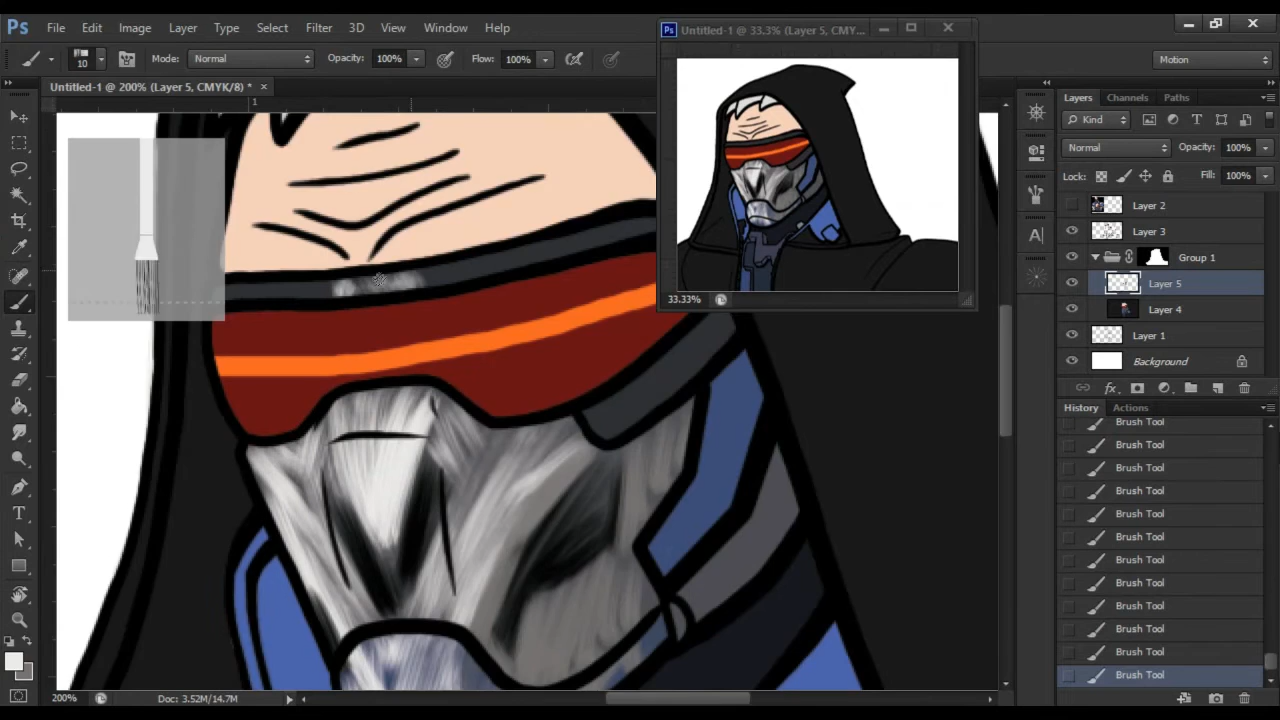 Ps File Edit Image Layer Type Select Filter 3D View Window Help
Ps Untitled-1 @ 33.3% (Layer 5, CMY...
10 Mode: Normal Opacity: 100% Flow: 100% Motion
Untitled-1 @ 200% (Layer 5, CMYK/8) *
1
33.33%
Layers Channels Paths
Kind
Normal Opacity: 100%
Lock: Fill: 100%
Layer 2
Layer 3
Group 1
Layer 5
Layer 4
Layer 1
Background
fx
History Actions
Brush Tool
Brush Tool
Brush Tool
Brush Tool
Brush Tool
Brush Tool
Brush Tool
Brush Tool
Brush Tool
Brush Tool
Brush Tool
Brush Tool
200% Doc: 3.52M/14.7M